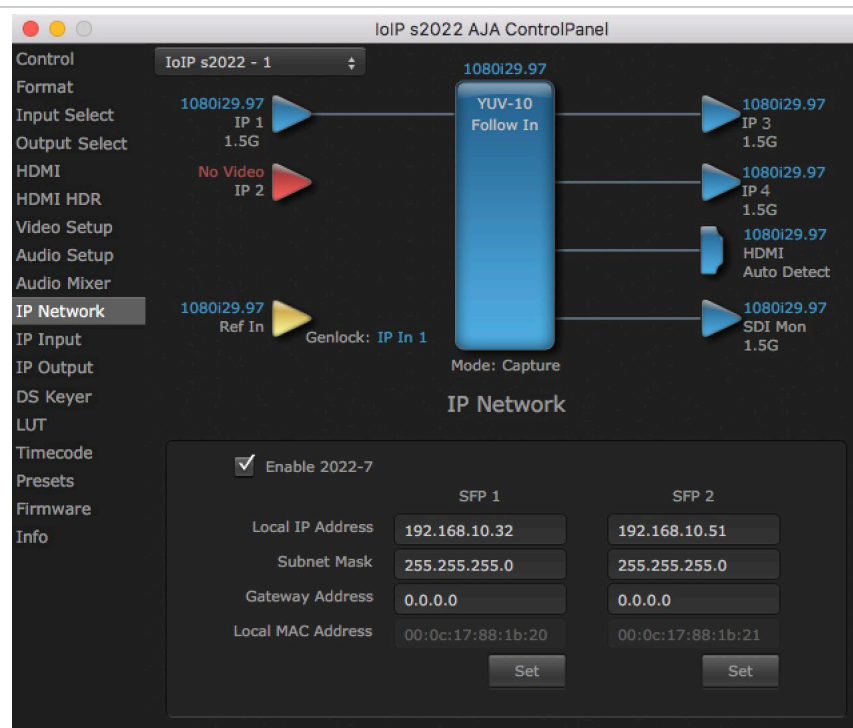 IoIP s2022 AJA ControlPanel
Control
Format
Input Select
Output Select
HDMI
HDMI HDR
Video Setup
Audio Setup
Audio Mixer
IP Network
IP Input
IP Output
DS Keyer
LUT
Timecode
Presets
Firmware
Info
IoIP s2022 - 1
1080i29.97
IP 1
1.5G
No Video
IP 2
1080i29.97
Ref In
Genlock: IP In 1
1080i29.97
YUV-10
Follow In
Mode: Capture
1080i29.97
IP 3
1.5G
1080i29.97
IP 4
1.5G
1080i29.97
HDMI
Auto Detect
1080i29.97
SDI Mon
1.5G
IP Network
Enable 2022-7
SFP 1 SFP 2
Local IP Address 192.168.10.32 192.168.10.51
Subnet Mask 255.255.255.0 255.255.255.0
Gateway Address 0.0.0.0 0.0.0.0
Local MAC Address 00:0c:17:88:1b:20 00:0c:17:88:1b:21
Set Set